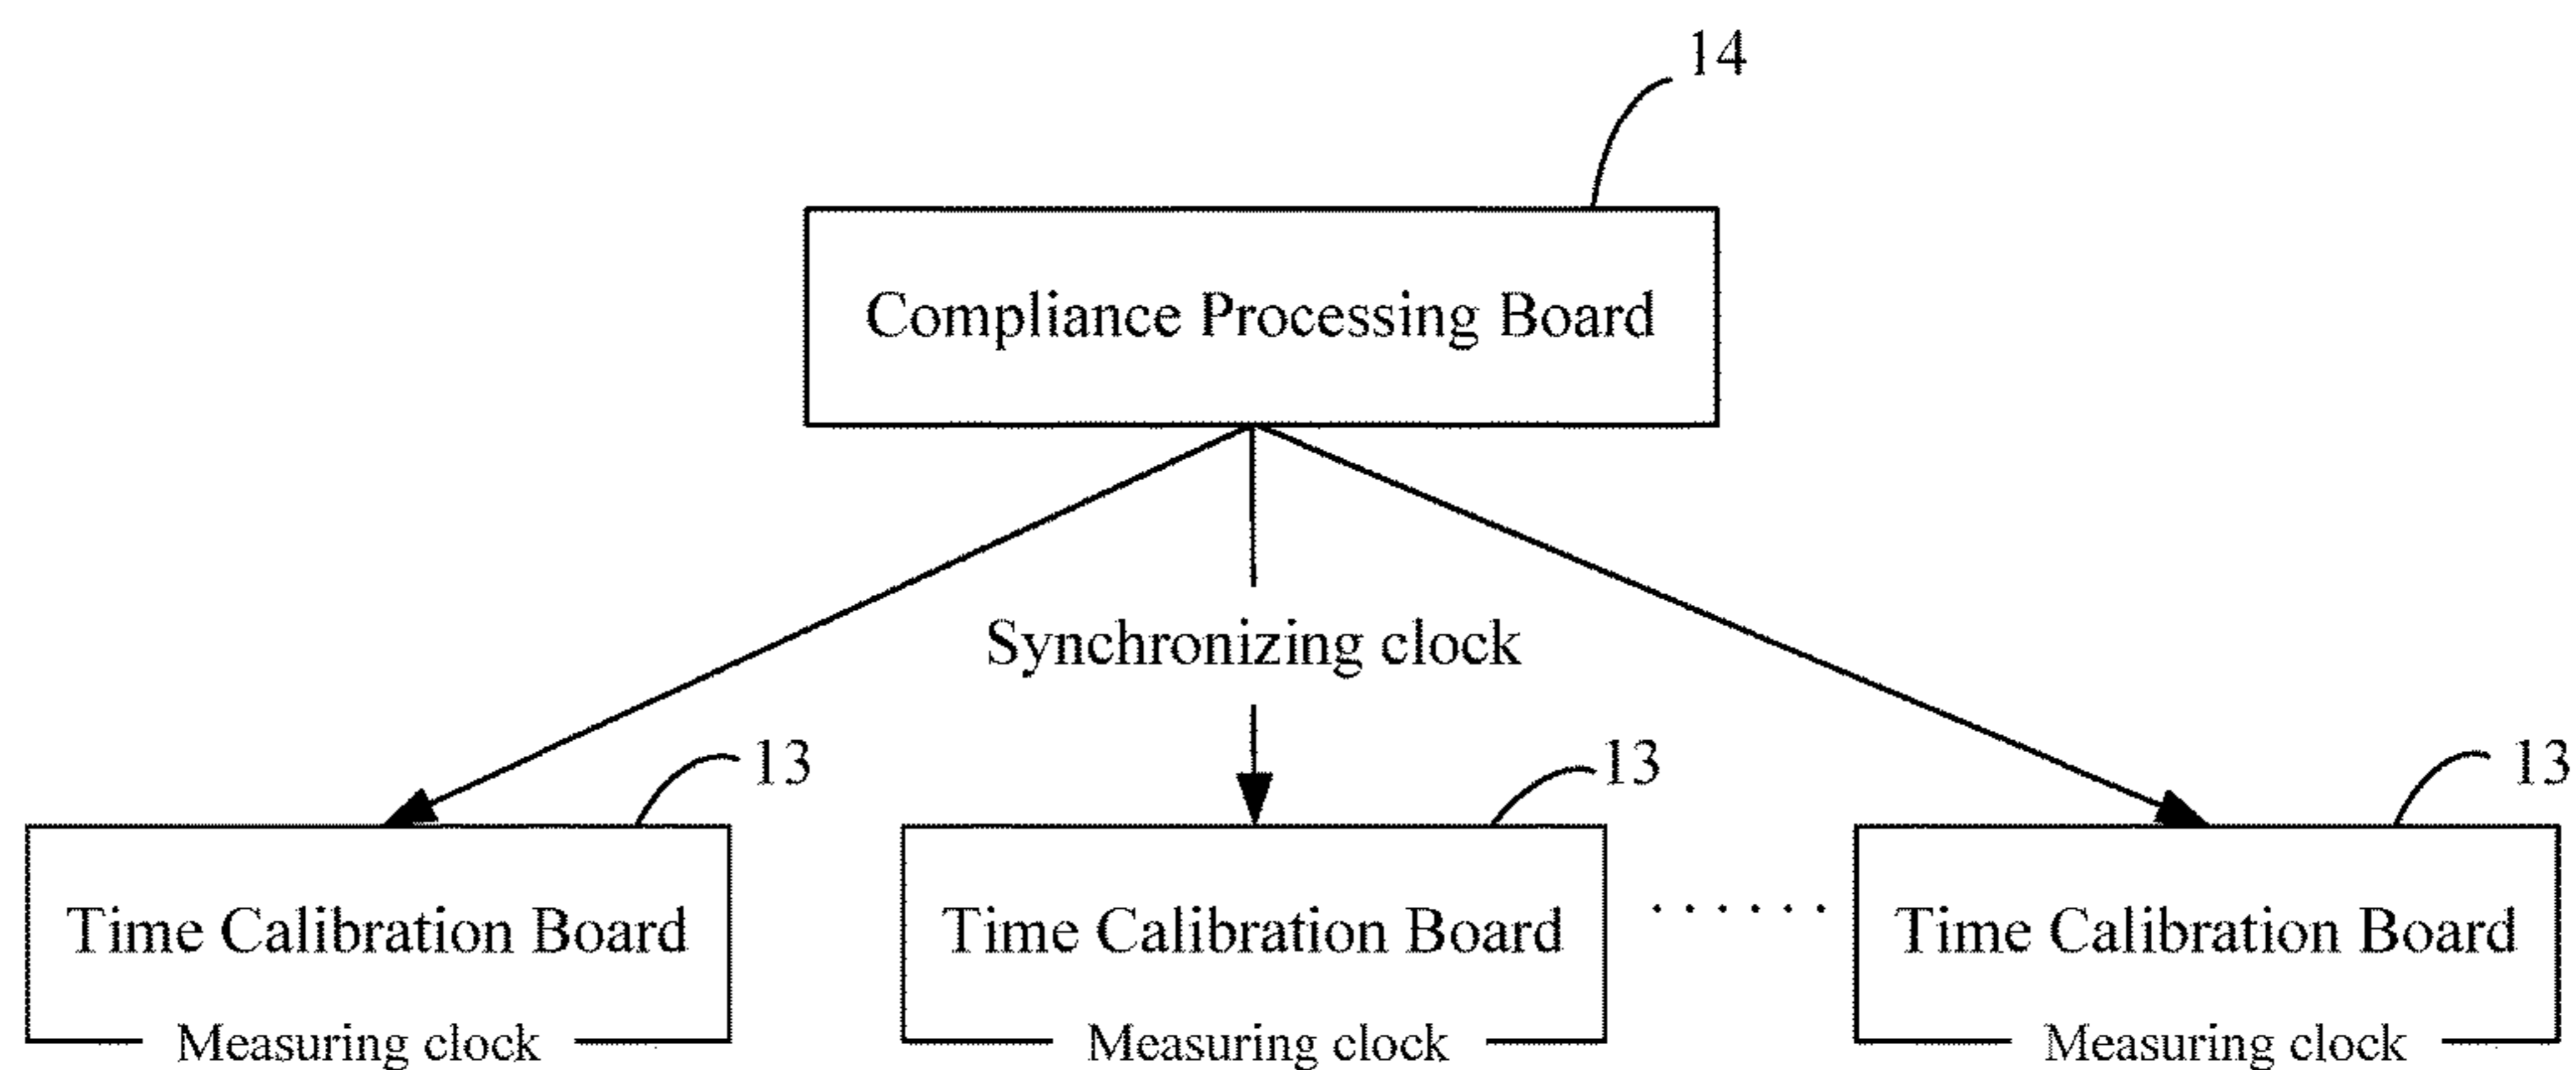 14
Compliance Processing Board
Synchronizing clock
13
13
13
Time Calibration Board
Time Calibration Board
. . . . . .
Time Calibration Board
Measuring clock
Measuring clock
Measuring clock